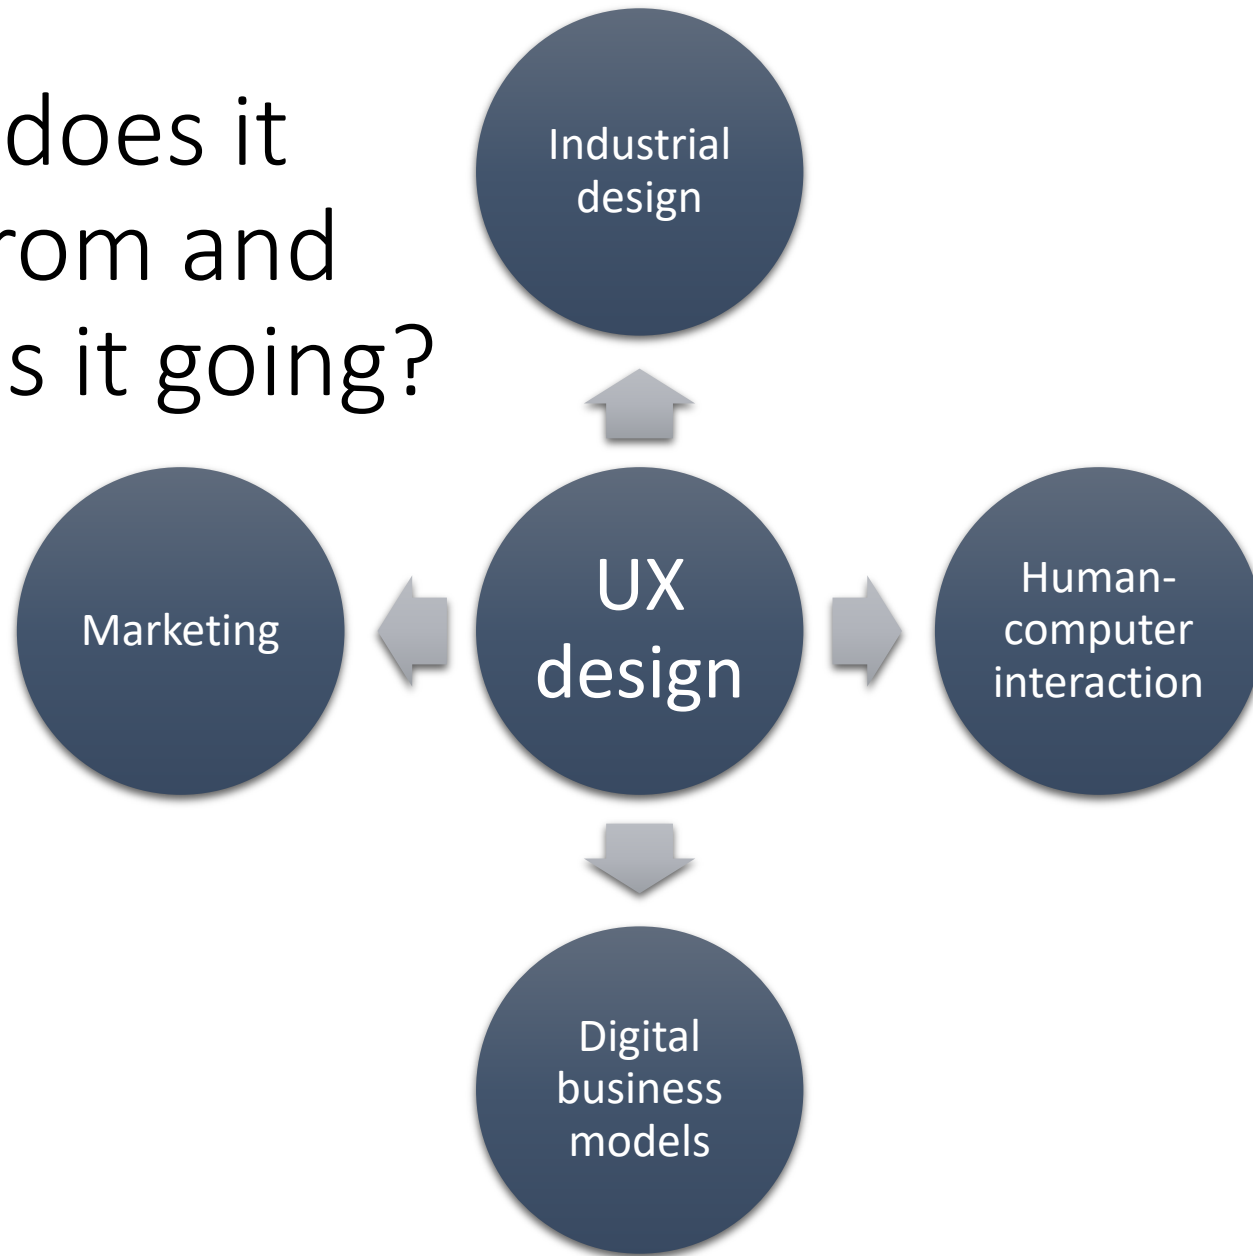 does it
rom and
s it going?
Industrial
design
Marketing
UX
design
Human-
computer
interaction
Digital
business
models